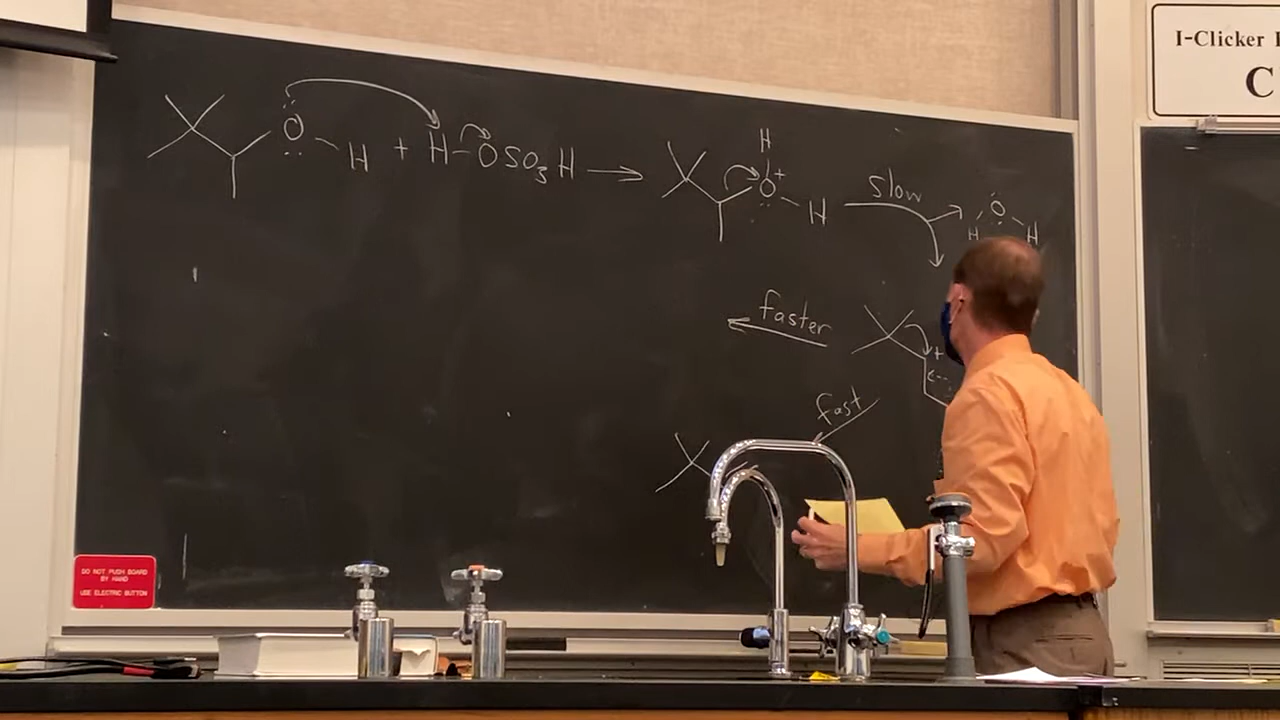 I-Clicker
C
H
O
H + H-OSO3H
O+
H
slow
O
H H
faster
+
fast
DO NOT PUSH BOARD
BY HAND
USE ELECTRIC BUTTON